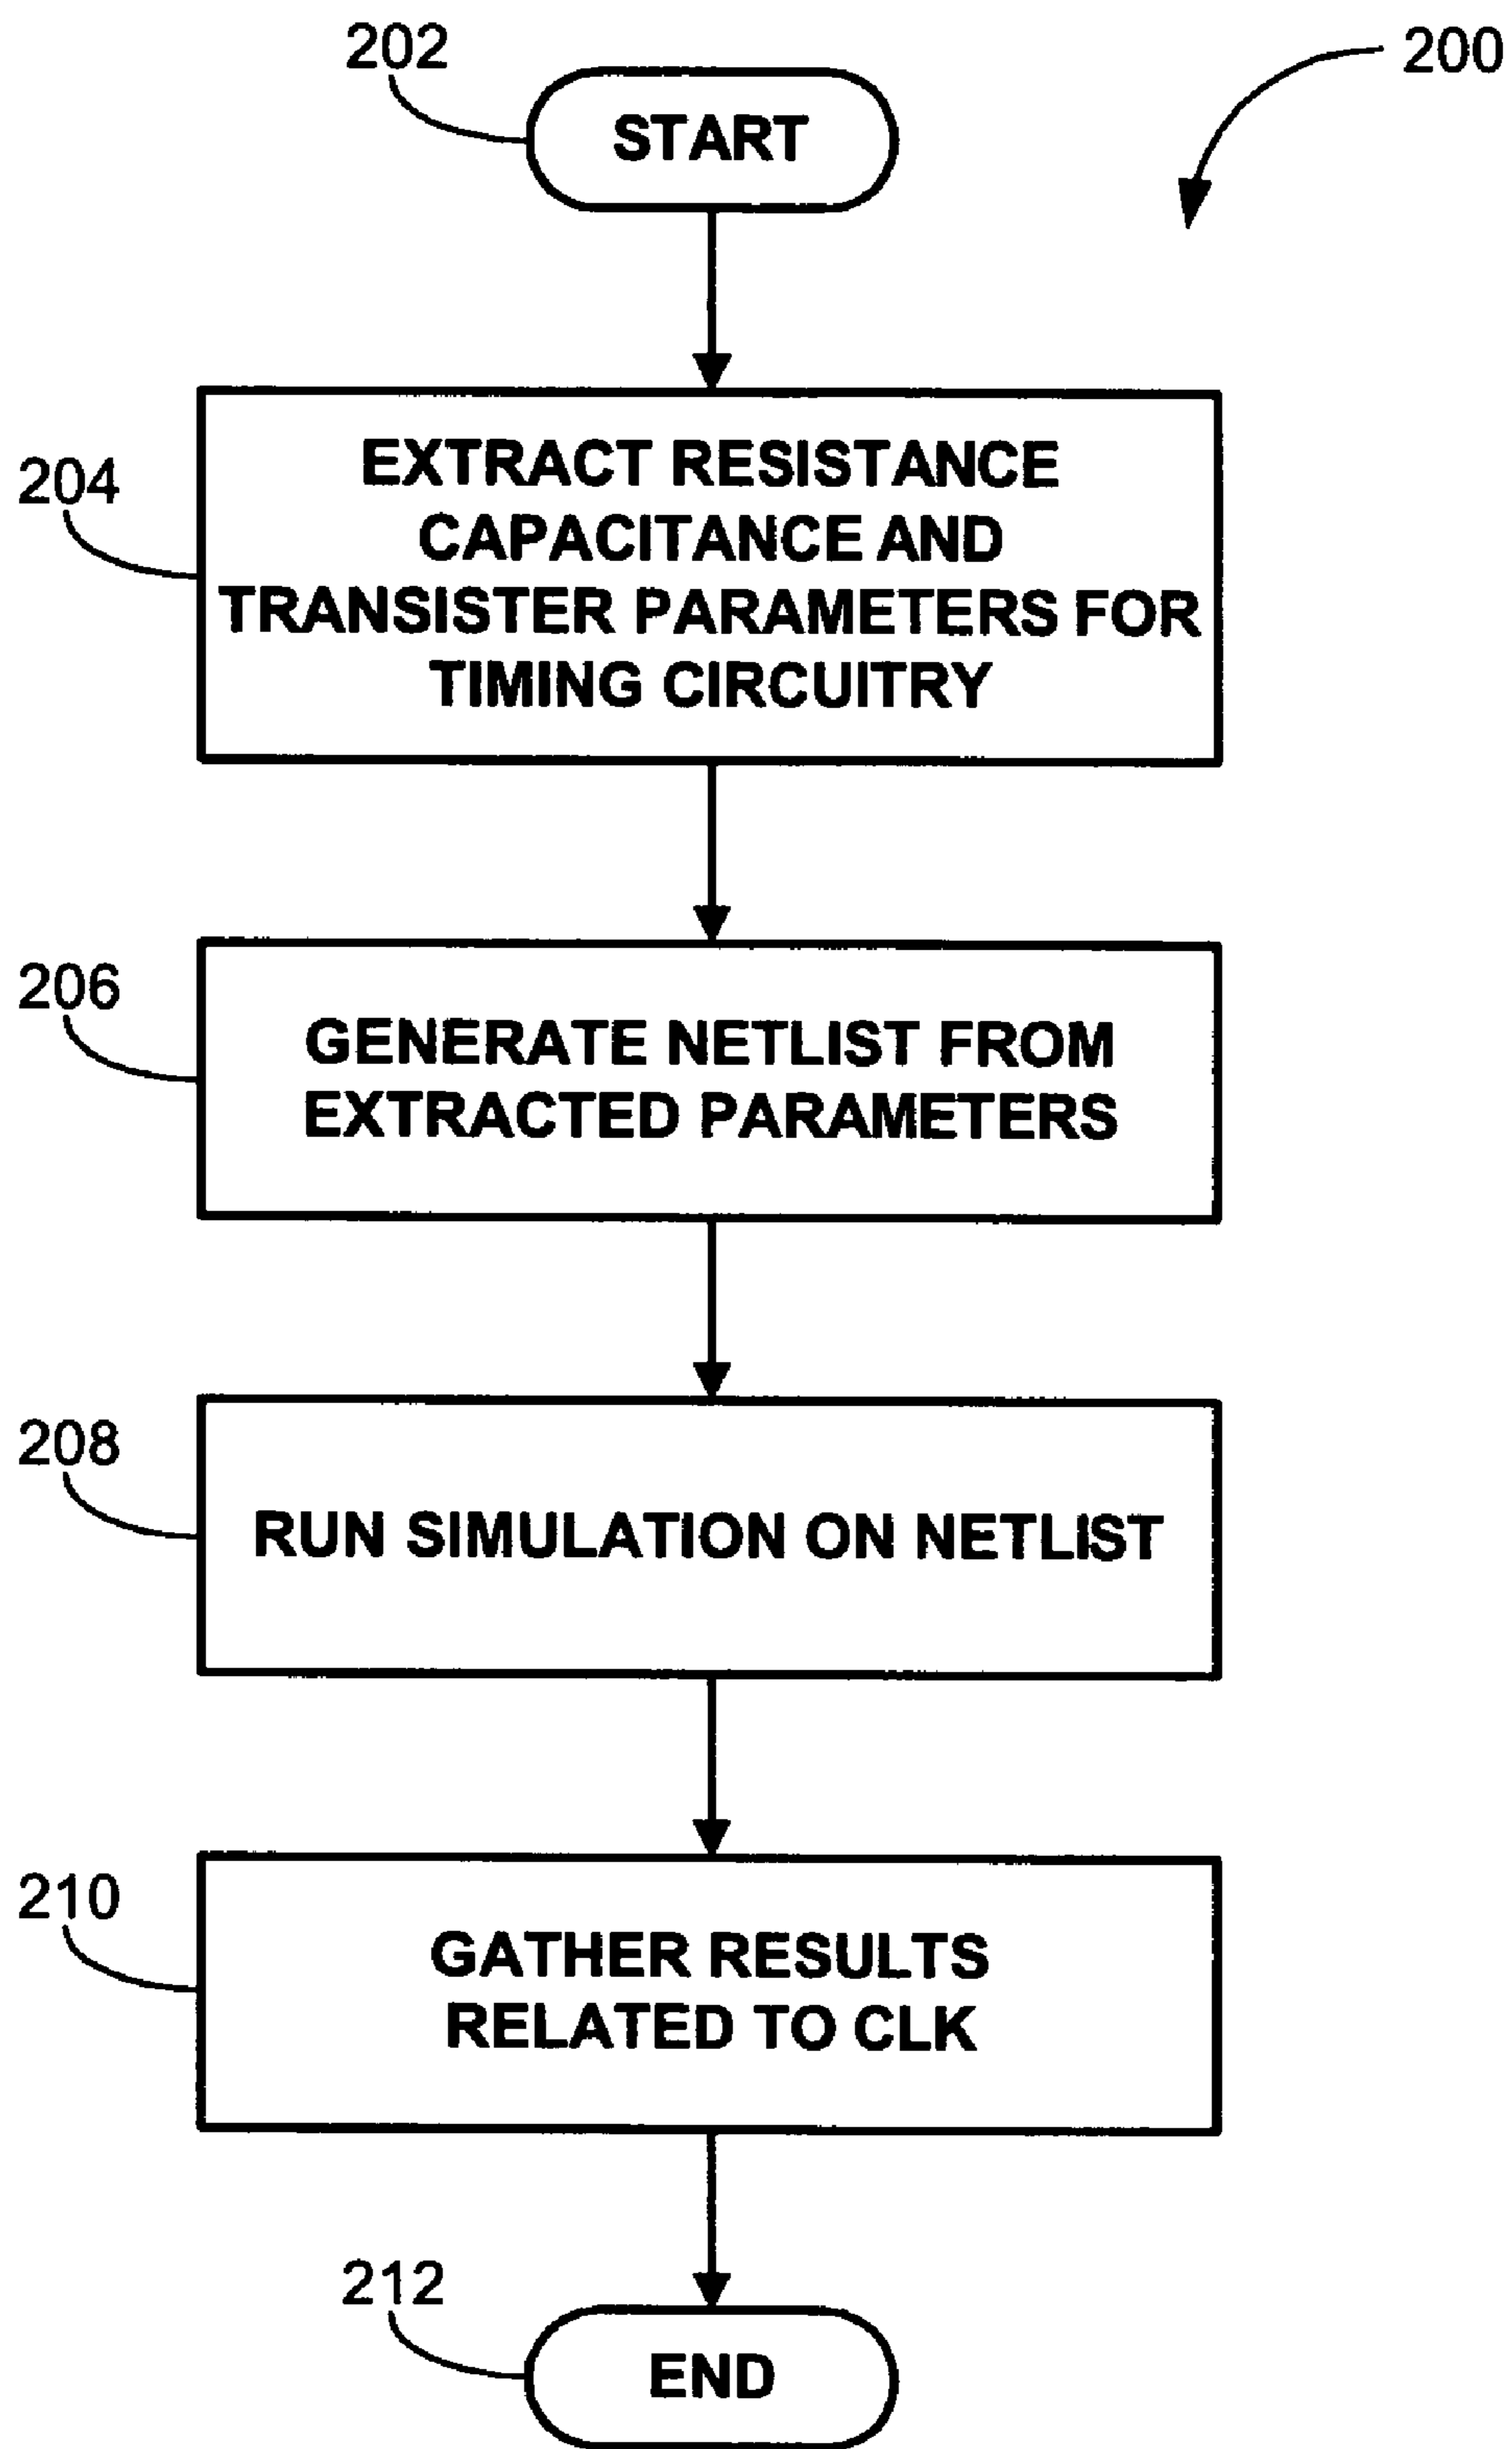 202
200
START
204
EXTRACT RESISTANCE
CAPACITANCE AND
TRANSISTER PARAMETERS FOR
TIMING CIRCUITRY
206
GENERATE NETLIST FROM
EXTRACTED PARAMETERS
208
RUN SIMULATION ON NETLIST
210
GATHER RESULTS
RELATED TO CLK
212
END